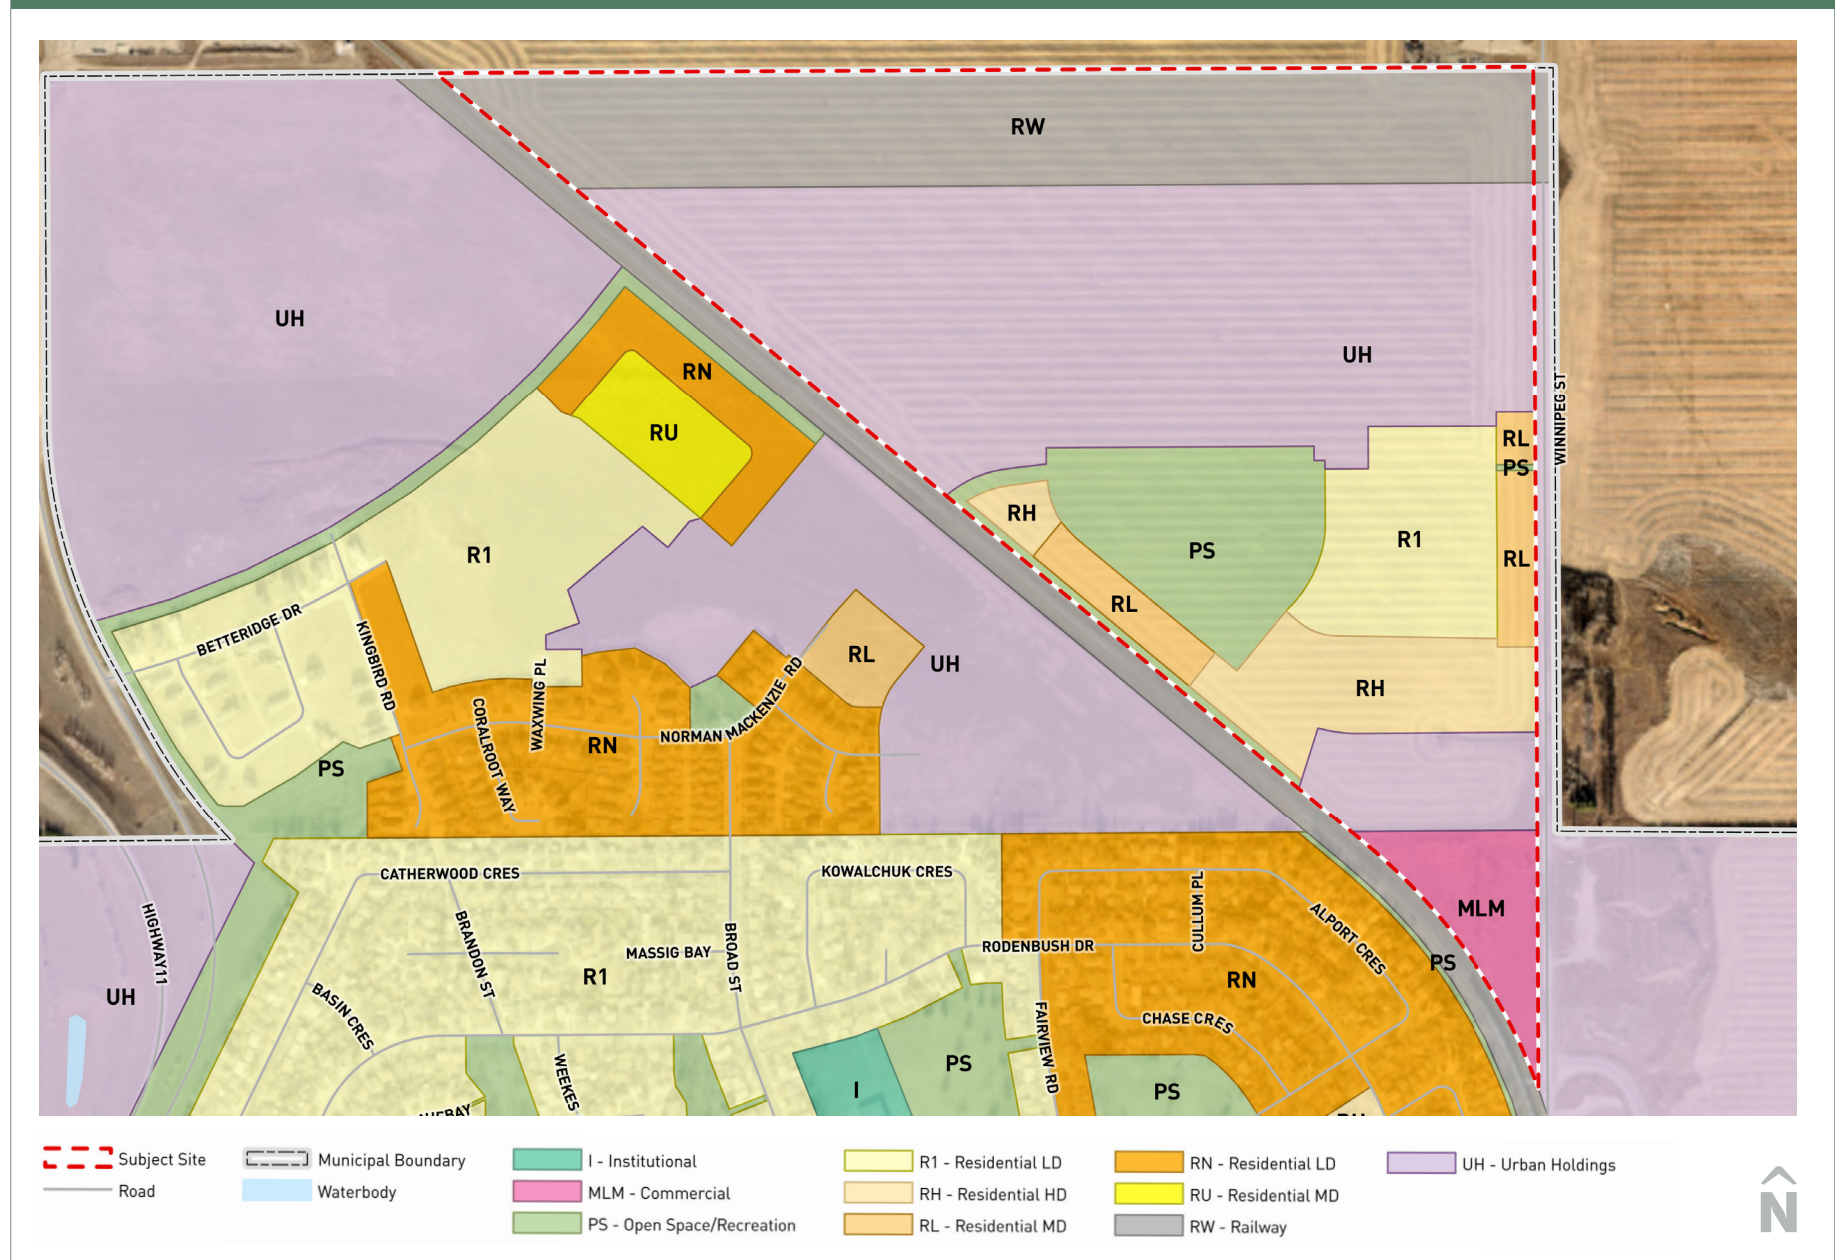 RW
UH
UH
RN
RU
WINNIPEG ST
RL
PS
RH
PS
R1
R1
RL
RL
BETTERIDGE DR
KINGBIRD RD
WAXWING PL
RL
UH
RH
CORALROOT WAY
RN
NORMAN MACKENZIE RD
PS
CATHERWOOD CRES
KOWALCHUK CRES
CULLUM PL
ALPORT CRES
MLM
HIGHWAY11
BRANDON ST
MASSIG BAY
BROAD ST
RODENBUSH DR
PS
R1
RN
UH
BASIN CRES
FAIRVIEW RD
CHASE CRES
WEEKES
PS
I
PS
Subject Site
Road
Municipal Boundary
Waterbody
I - Institutional
MLM - Commercial
PS - Open Space/Recreation
R1 - Residential LD
RH - Residential HD
RL - Residential MD
RN - Residential LD
RU - Residential MD
RW - Railway
UH - Urban Holdings
N